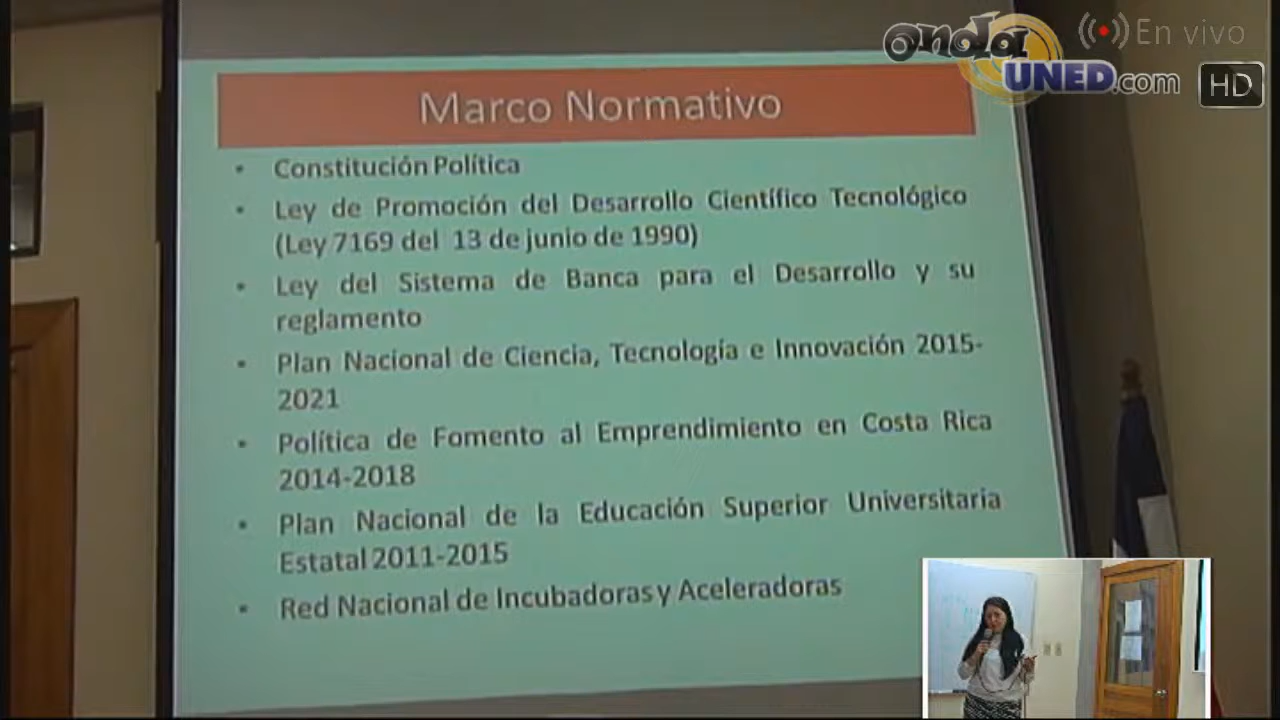 onda
UNED.com
En vivo
HD
Marco Normativo
• Constitución Política
• Ley de Promoción del Desarrollo Científico Tecnológico
(Ley 7169 del 13 de junio de 1990)
• Ley del Sistema de Banca para el Desarrollo y su
reglamento
• Plan Nacional de Ciencia, Tecnología e Innovación 2015-
2021
• Política de Fomento al Emprendimiento en Costa Rica
2014-2018
• Plan Nacional de la Educación Superior Universitaria
Estatal 2011-2015
• Red Nacional de Incubadoras y Aceleradoras